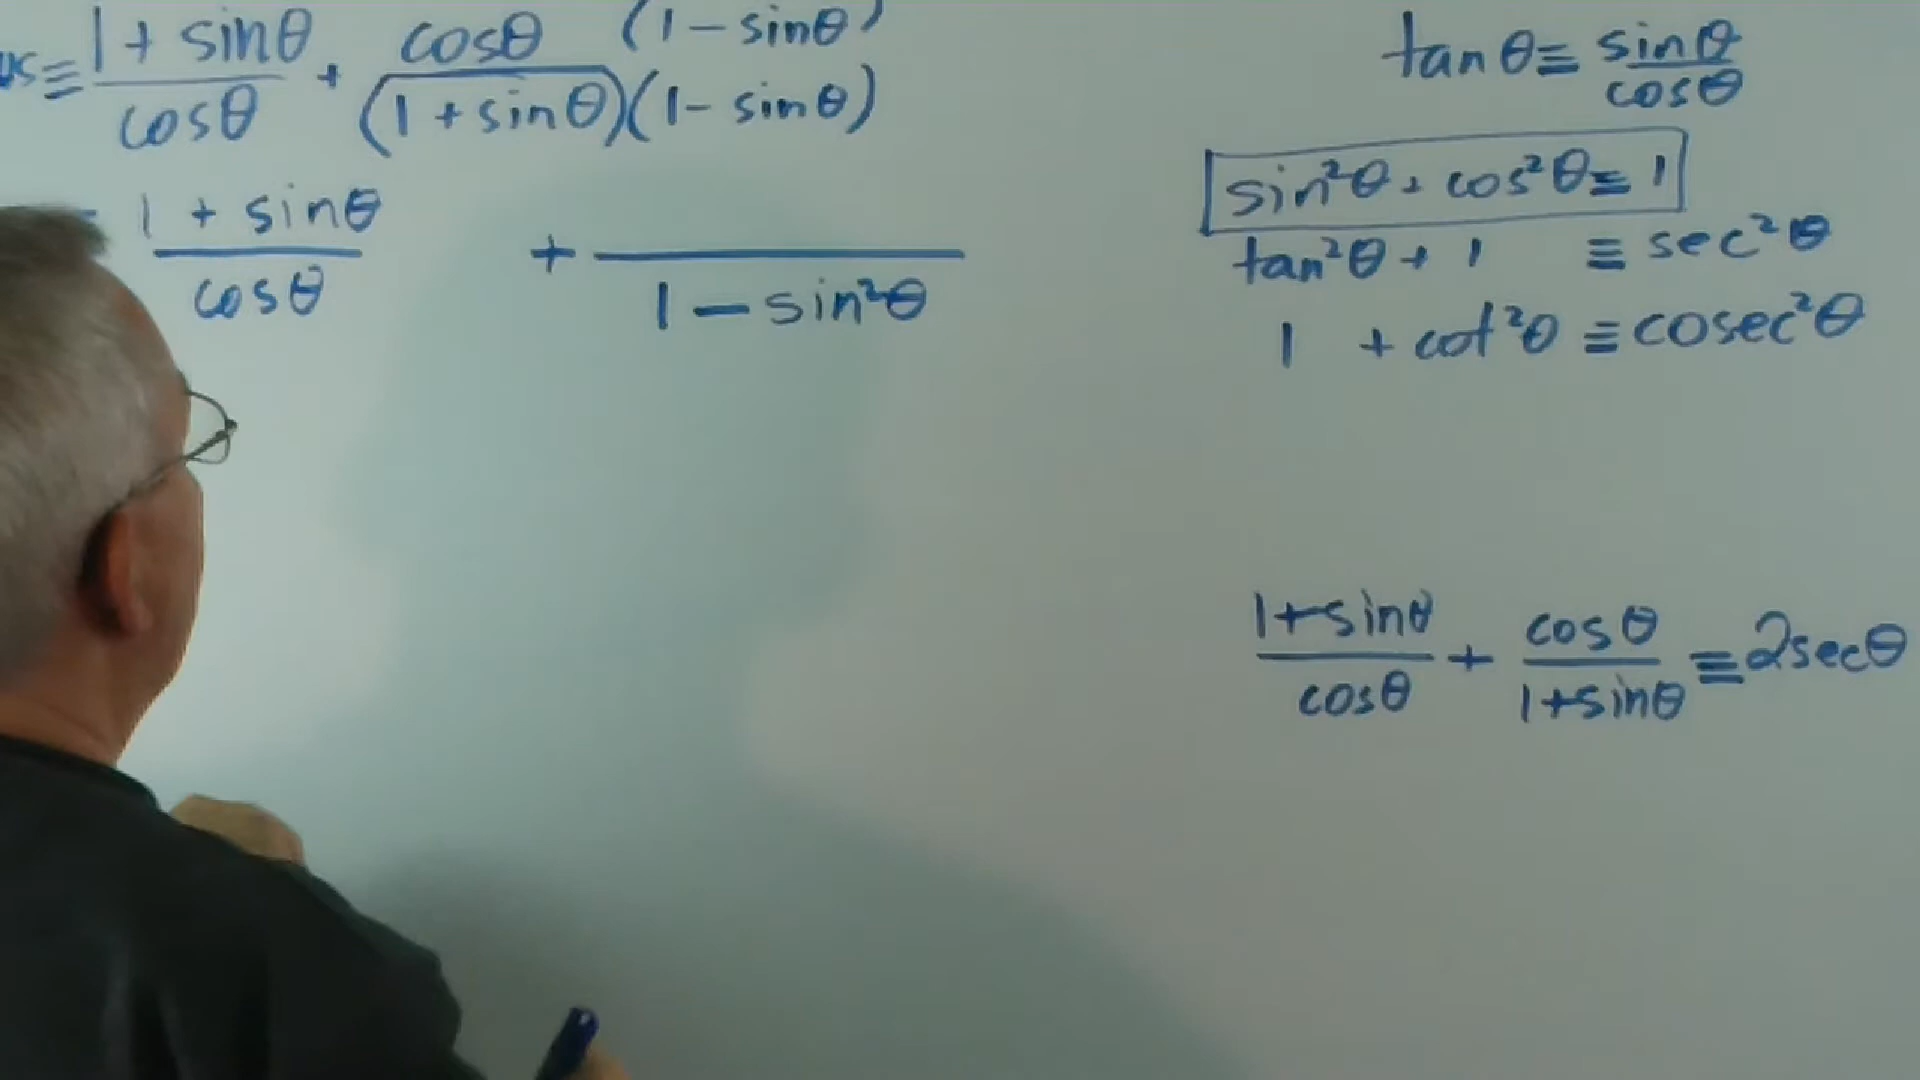 ≡ 1 + sinθ / cosθ + cosθ (1 - sinθ) / (1 + sinθ)(1 - sinθ)
1 + sinθ / cosθ + / 1 - sin²θ
tan θ ≡ sinθ / cosθ
sin²θ + cos²θ ≡ 1
tan²θ + 1 ≡ sec²θ
1 + cot²θ ≡ cosec²θ
1+sinθ / cosθ + cosθ / 1+sinθ ≡ 2secθ